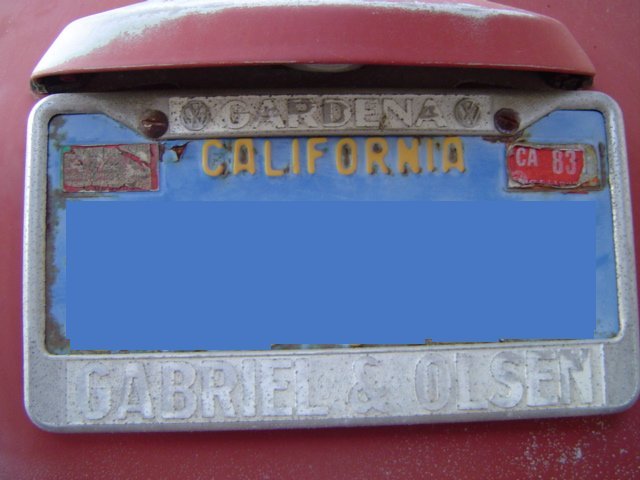 GARDENA
CALIFORNIA
CA 83
GABRIEL & OLSEN